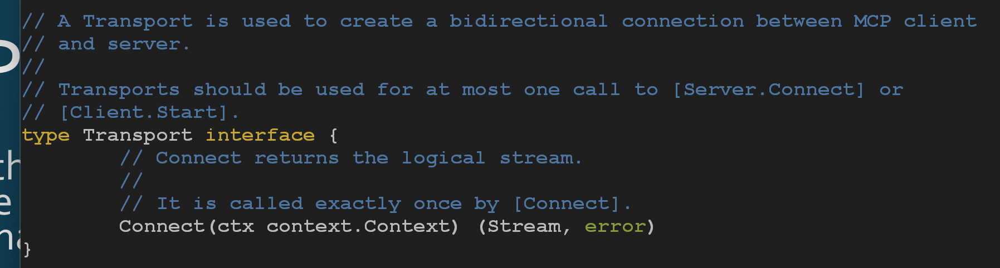 // A Transport is used to create a bidirectional connection between MCP client
// and server.
//
// Transports should be used for at most one call to [Server.Connect] or
// [Client.Start].
type Transport interface {
        // Connect returns the logical stream.
        //
        // It is called exactly once by [Connect].
        Connect(ctx context.Context) (Stream, error)
}